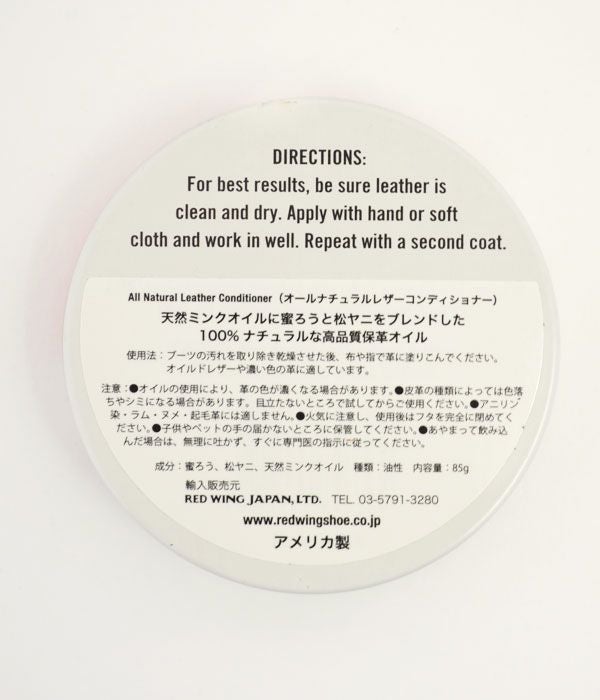 DIRECTIONS:
For best results, be sure leather is
clean and dry. Apply with hand or soft
cloth and work in well. Repeat with a second coat.
All Natural Leather Conditioner（オールナチュラルレザーコンディショナー）
天然ミンクオイルに蜜ろうと松ヤニをブレンドした
100% ナチュラルな高品質保革オイル
使用法：ブーツの汚れを取り除き乾燥させた後、布や指で革に塗りこんでください。
オイルドレザーや濃い色の革に適しています。
注意：●オイルの使用により、革の色が濃くなる場合があります。●皮革の種類によっては色落
ちやシミになる場合があります。目立たないところで試してからご使用ください。●アニリン
染・ラム・ヌメ・起毛革には適しません。●火気に注意し、使用後はフタを完全に閉めてく
ださい。●子供やペットの手の届かないところに保管してください。●あやまって飲み込
んだ場合は、無理に吐かず、すぐに専門医の指示に従ってください。
成分：蜜ろう、松ヤニ、天然ミンクオイル 種類：油性 内容量：85g
輸入販売元
RED WING JAPAN, LTD. TEL. 03-5791-3280
www.redwingshoe.co.jp
アメリカ製